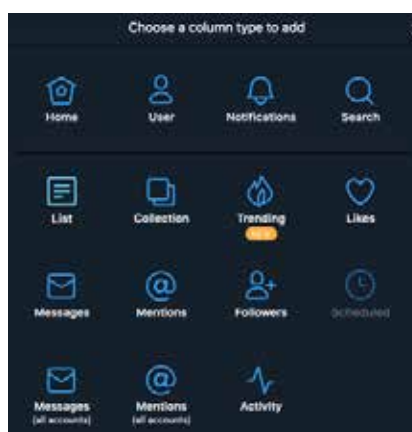 Choose a column type to add
Home User Notifications Search
List Collection Trending Likes
NEW
Messages Mentions Followers Scheduled
Messages Mentions Activity
(all accounts) (all accounts)